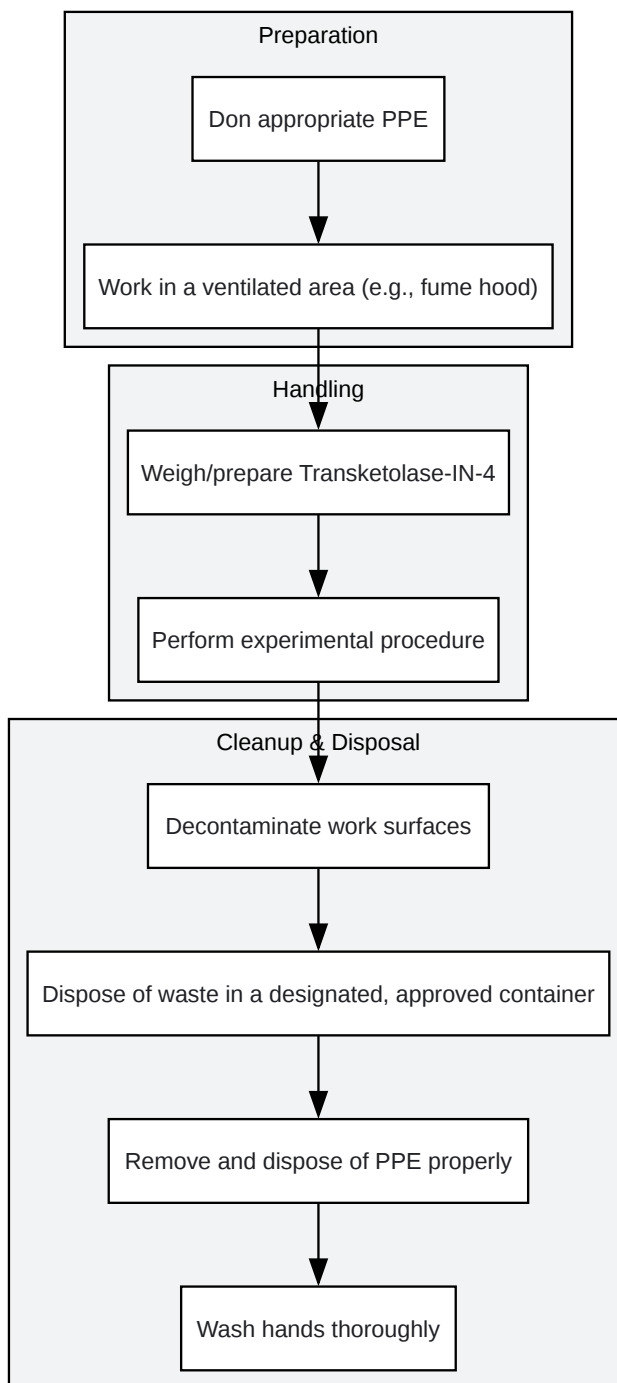 Preparation
Don appropriate PPE
Work in a ventilated area (e.g., fume hood)
Handling
Weigh/prepare Transketolase-IN-4
Perform experimental procedure
Cleanup & Disposal
Decontaminate work surfaces
Dispose of waste in a designated, approved container
Remove and dispose of PPE properly
Wash hands thoroughly